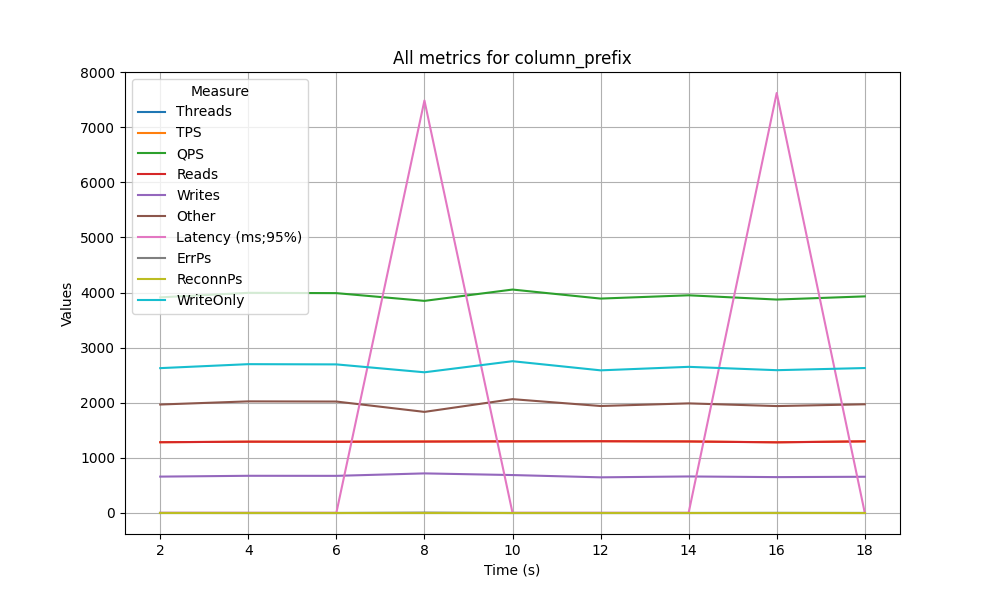 All metrics for column_prefix
8000
7000
6000
5000
4000
3000
2000
1000
0
Values
Measure
Threads
TPS
QPS
Reads
Writes
Other
Latency (ms;95%)
ErrPs
ReconnPs
WriteOnly
2 4 6 8 10 12 14 16 18
Time (s)